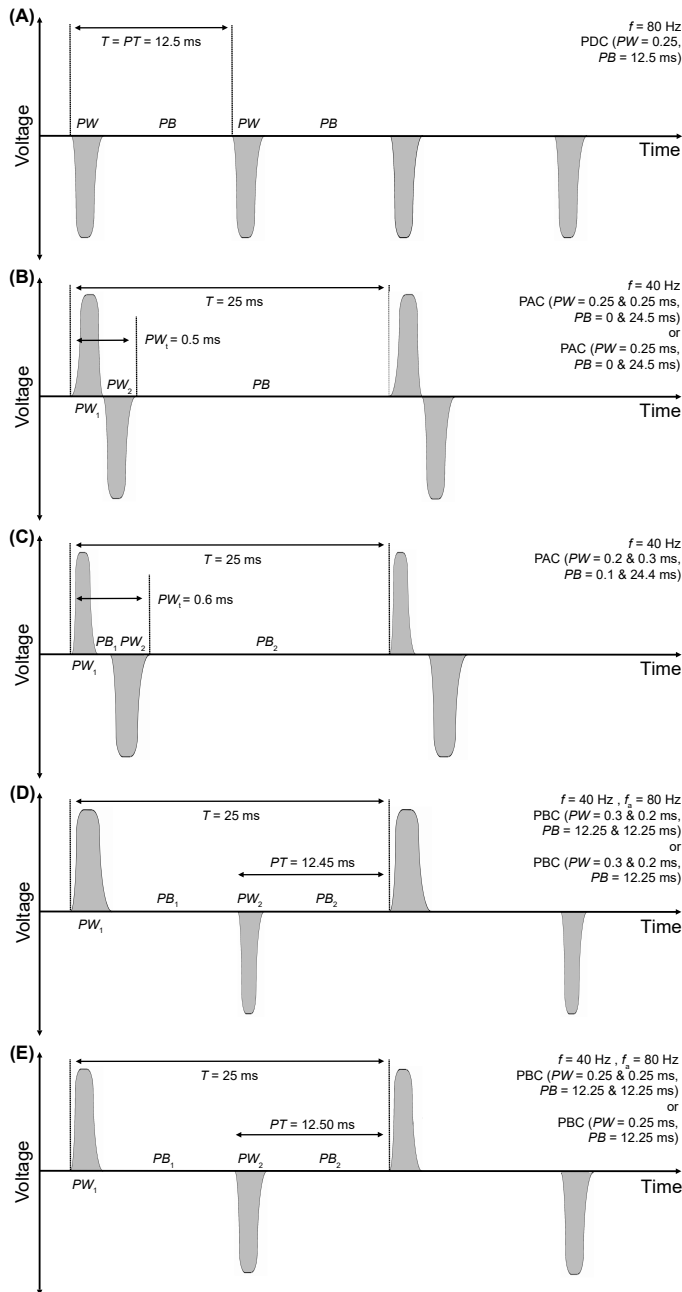 (A)
T = PT = 12.5 ms
f = 80 Hz
PDC (PW = 0.25,
PB = 12.5 ms)
Voltage
PW PB PW PB
Time
(B)
T = 25 ms
f = 40 Hz
PAC (PW = 0.25 & 0.25 ms,
PB = 0 & 24.5 ms)
or
PAC (PW = 0.25 ms,
PB = 0 & 24.5 ms)
PWt = 0.5 ms
Voltage
PW2 PB
PW1
Time
(C)
T = 25 ms
f = 40 Hz
PAC (PW = 0.2 & 0.3 ms,
PB = 0.1 & 24.4 ms)
PWt = 0.6 ms
Voltage
PB1 PW2 PB2
PW1
Time
(D)
T = 25 ms
f = 40 Hz , fa = 80 Hz
PBC (PW = 0.3 & 0.2 ms,
PB = 12.25 & 12.25 ms)
or
PBC (PW = 0.3 & 0.2 ms,
PB = 12.25 ms)
PT = 12.45 ms
Voltage
PB1 PW2 PB2
PW1
Time
(E)
T = 25 ms
f = 40 Hz , fa = 80 Hz
PBC (PW = 0.25 & 0.25 ms,
PB = 12.25 & 12.25 ms)
or
PBC (PW = 0.25 ms,
PB = 12.25 ms)
PT = 12.50 ms
Voltage
PB1 PW2 PB2
PW1
Time